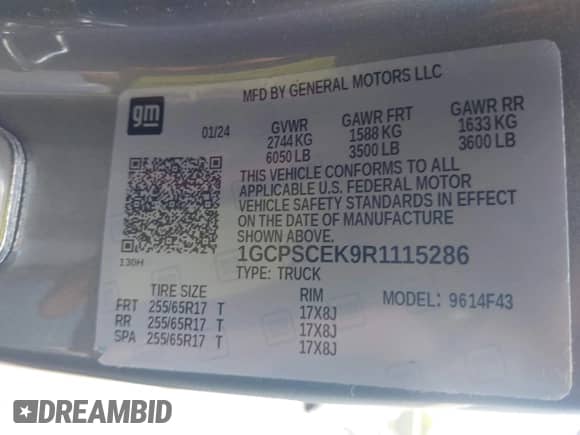 MFD BY GENERAL MOTORS LLC
gm
01/24 GVWR GAWR FRT GAWR RR
2744 KG 1588 KG 1633 KG
6050 LB 3500 LB 3600 LB
THIS VEHICLE CONFORMS TO ALL
APPLICABLE U.S. FEDERAL MOTOR
VEHICLE SAFETY STANDARDS IN EFFECT
ON THE DATE OF MANUFACTURE
SHOWN ABOVE.
130H
1GCPSCEK9R1115286
TYPE: TRUCK
TIRE SIZE RIM MODEL: 9614F43
FRT 255/65R17 T 17X8J
RR 255/65R17 T 17X8J
SPA 255/65R17 T 17X8J
DREAMBID